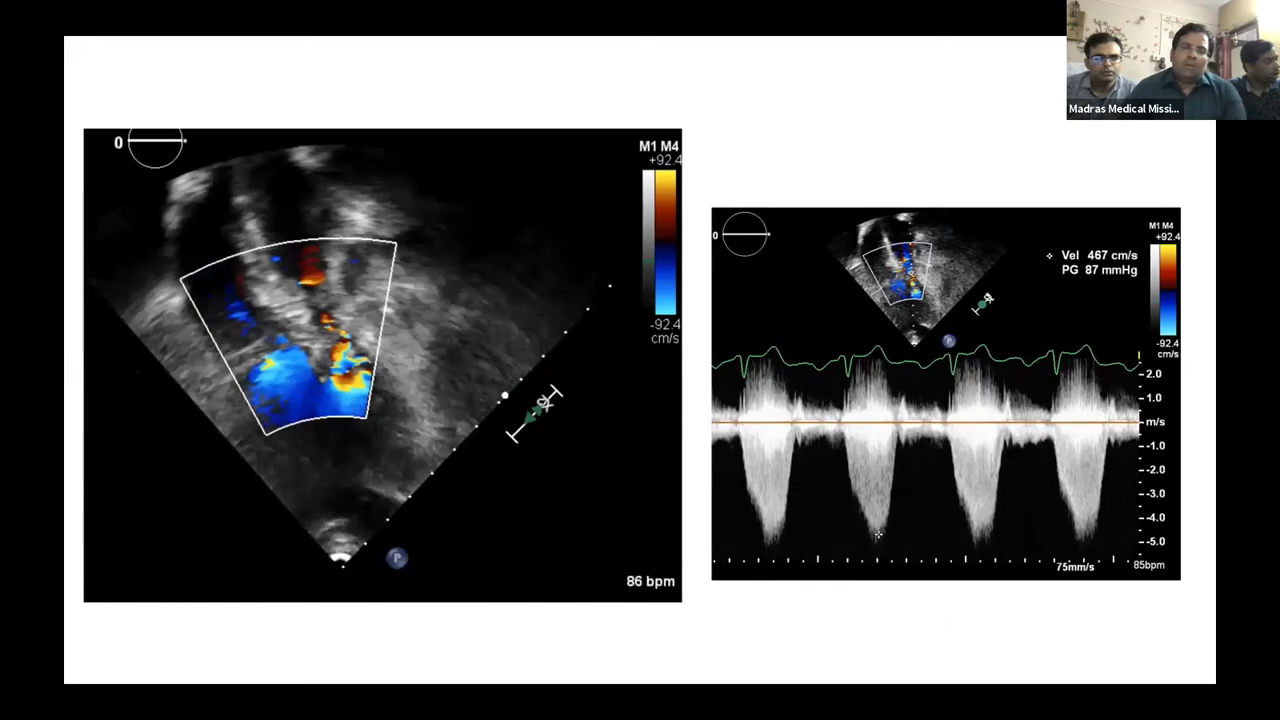 Madras Medical Missi...
0
M1 M4
+92.4
-92.4
cm/s
P
86 bpm
0
M1 M4
+92.4
Vel 467 cm/s
PG 87 mmHg
-92.4
cm/s
P
2.0
1.0
m/s
-1.0
-2.0
-3.0
-4.0
-5.0
75mm/s
85bpm